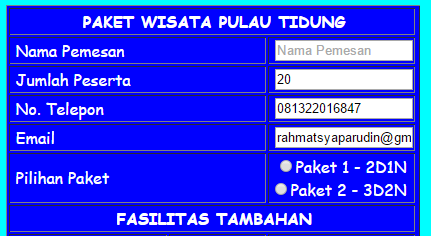 PAKET WISATA PULAU TIDUNG
Nama Pemesan Nama Pemesan
Jumlah Peserta 20
No. Telepon 081322016847
Email rahmatsyaparudin@gm
Pilihan Paket
Paket 1 - 2D1N
Paket 2 - 3D2N
FASILITAS TAMBAHAN